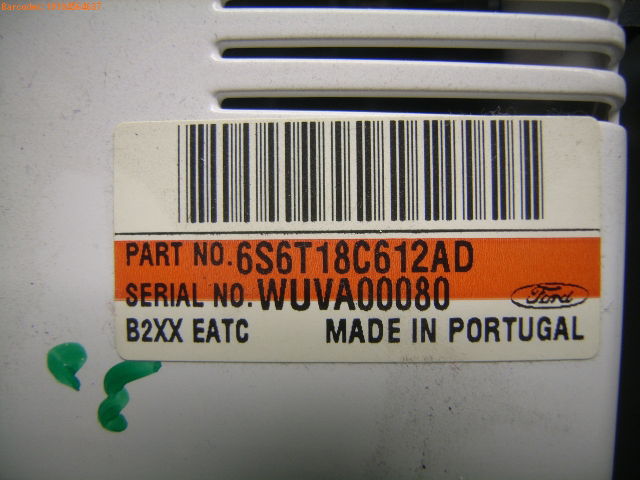 PART NO. 6S6T18C612AD
SERIAL NO. WUVA00080
Ford
B2XX EATC MADE IN PORTUGAL